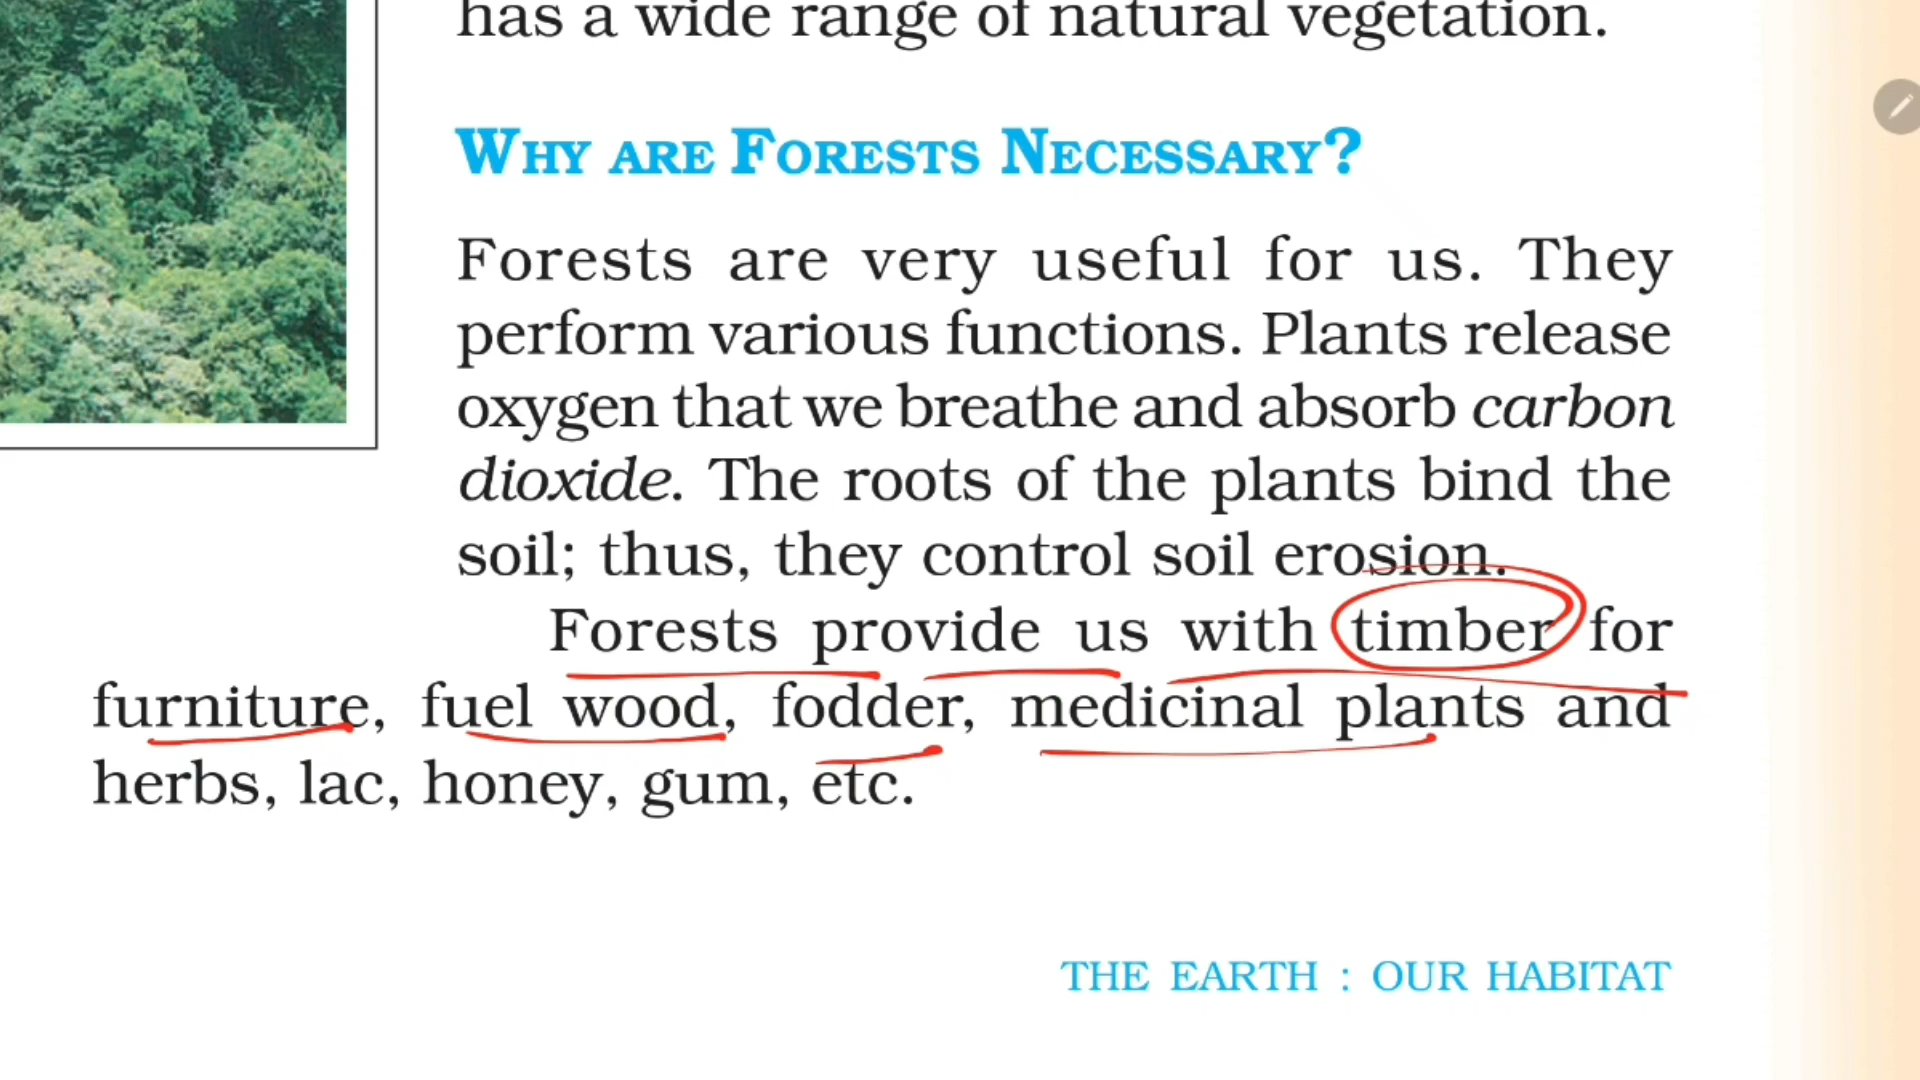 has a wide range of natural vegetation.
WHY ARE FORESTS NECESSARY?
Forests are very useful for us. They
perform various functions. Plants release
oxygen that we breathe and absorb carbon
dioxide. The roots of the plants bind the
soil; thus, they control soil erosion.
Forests provide us with timber for
furniture, fuel wood, fodder, medicinal plants and
herbs, lac, honey, gum, etc.
THE EARTH : OUR HABITAT